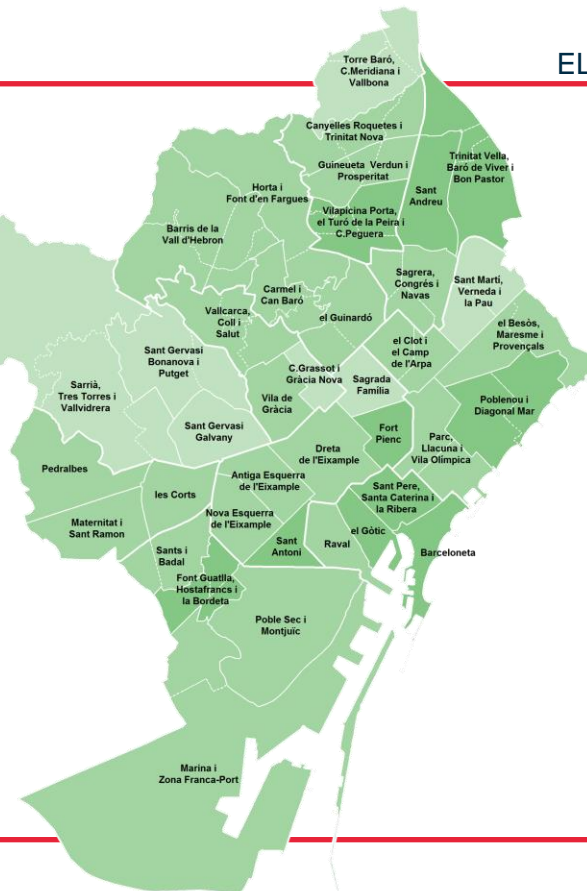 EL
Torre Baró,
C.Meridiana i
Vallbona
Canyelles Roquetes i
Trinitat Nova
Guineueta Verdun i
Prosperitat
Trinitat Vella,
Baró de Viver i
Bon Pastor
Sant
Andreu
Horta i
Font d'en Fargues
Vilapicina Porta,
el Turó de la Peira i
C.Peguera
Barris de la
Vall d'Hebron
Sagrera,
Congrés i
Navas
Sant Martí,
Verneda i
la Pau
Carmel i
Can Baró
Vallcarca,
Coll i
Salut
el Guinardó
el Besòs,
Maresme i
Provençals
el Clot i
el Camp
de l'Arpa
Sant Gervasi
Bonanova i
Putget
C.Grassot i
Gràcia Nova
Sagrada
Familia
Sarrià,
Tres Torres i
Vallvidrera
Vila de
Gràcia
Poblenou i
Diagonal Mar
Sant Gervasi
Galvany
Fort
Pienc
Parc,
Llacuna i
Vila Olímpica
Dreta
de l'Eixample
Pedralbes
Antiga Esquerra
de l'Eixample
Sant Pere,
Santa Caterina i
la Ribera
les Corts
Nova Esquerra
de l'Eixample
Maternitat i
Sant Ramon
el Gòtic
Sant
Antoni
Raval
Barceloneta
Sants i
Badal
Font Guatlla,
Hostafrancs i
la Bordeta
Poble Sec i
Montjuïc
Marina i
Zona Franca-Port